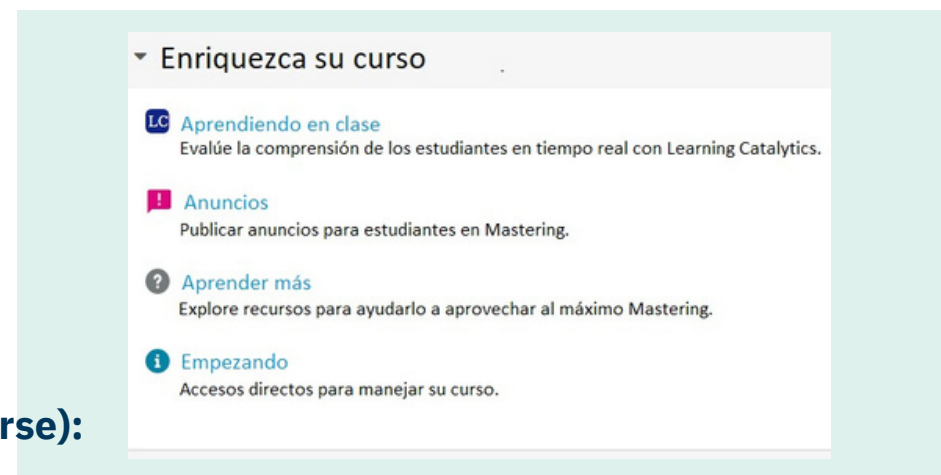 Enriquezca su curso
LC Aprendiendo en clase
Evalúe la comprensión de los estudiantes en tiempo real con Learning Catalytics.
! Anuncios
Publicar anuncios para estudiantes en Mastering.
? Aprender más
Explore recursos para ayudarlo a aprovechar al máximo Mastering.
i Empezando
Accesos directos para manejar su curso.
rse):